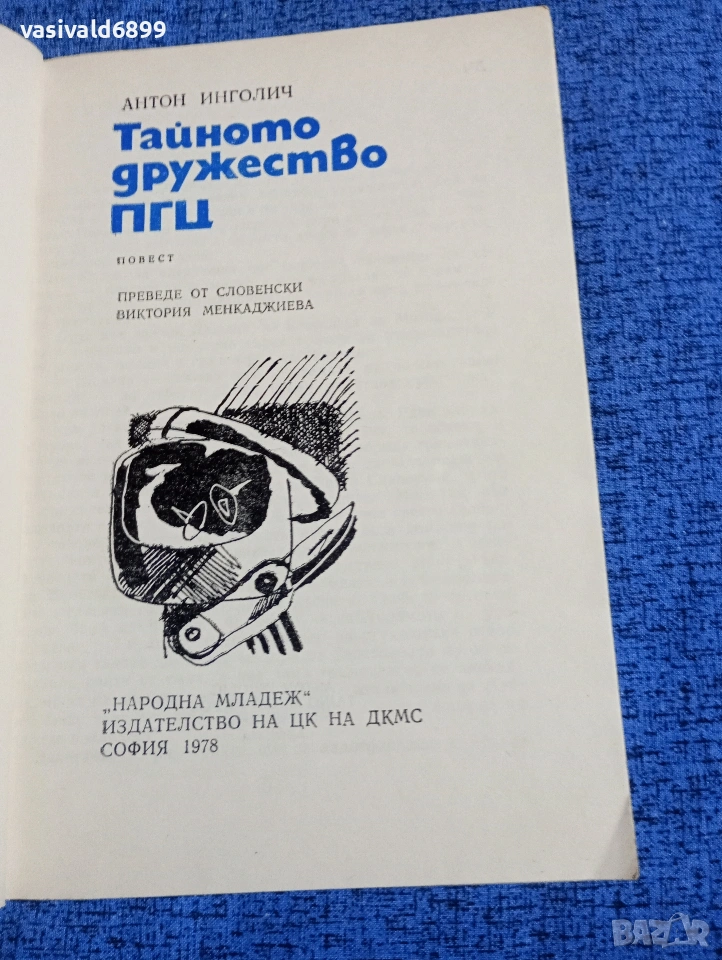 vasivald6899
АНТОН ИНГОЛИЧ
Тайното
дружество
ПГЦ
ПОВЕСТ
ПРЕВЕДЕ ОТ СЛОВЕНСКИ
ВИКТОРИЯ МЕНКАДЖИЕВА
„НАРОДНА МЛАДЕЖ“
ИЗДАТЕЛСТВО НА ЦК НА ДКМС
СОФИЯ 1978
BAZAR